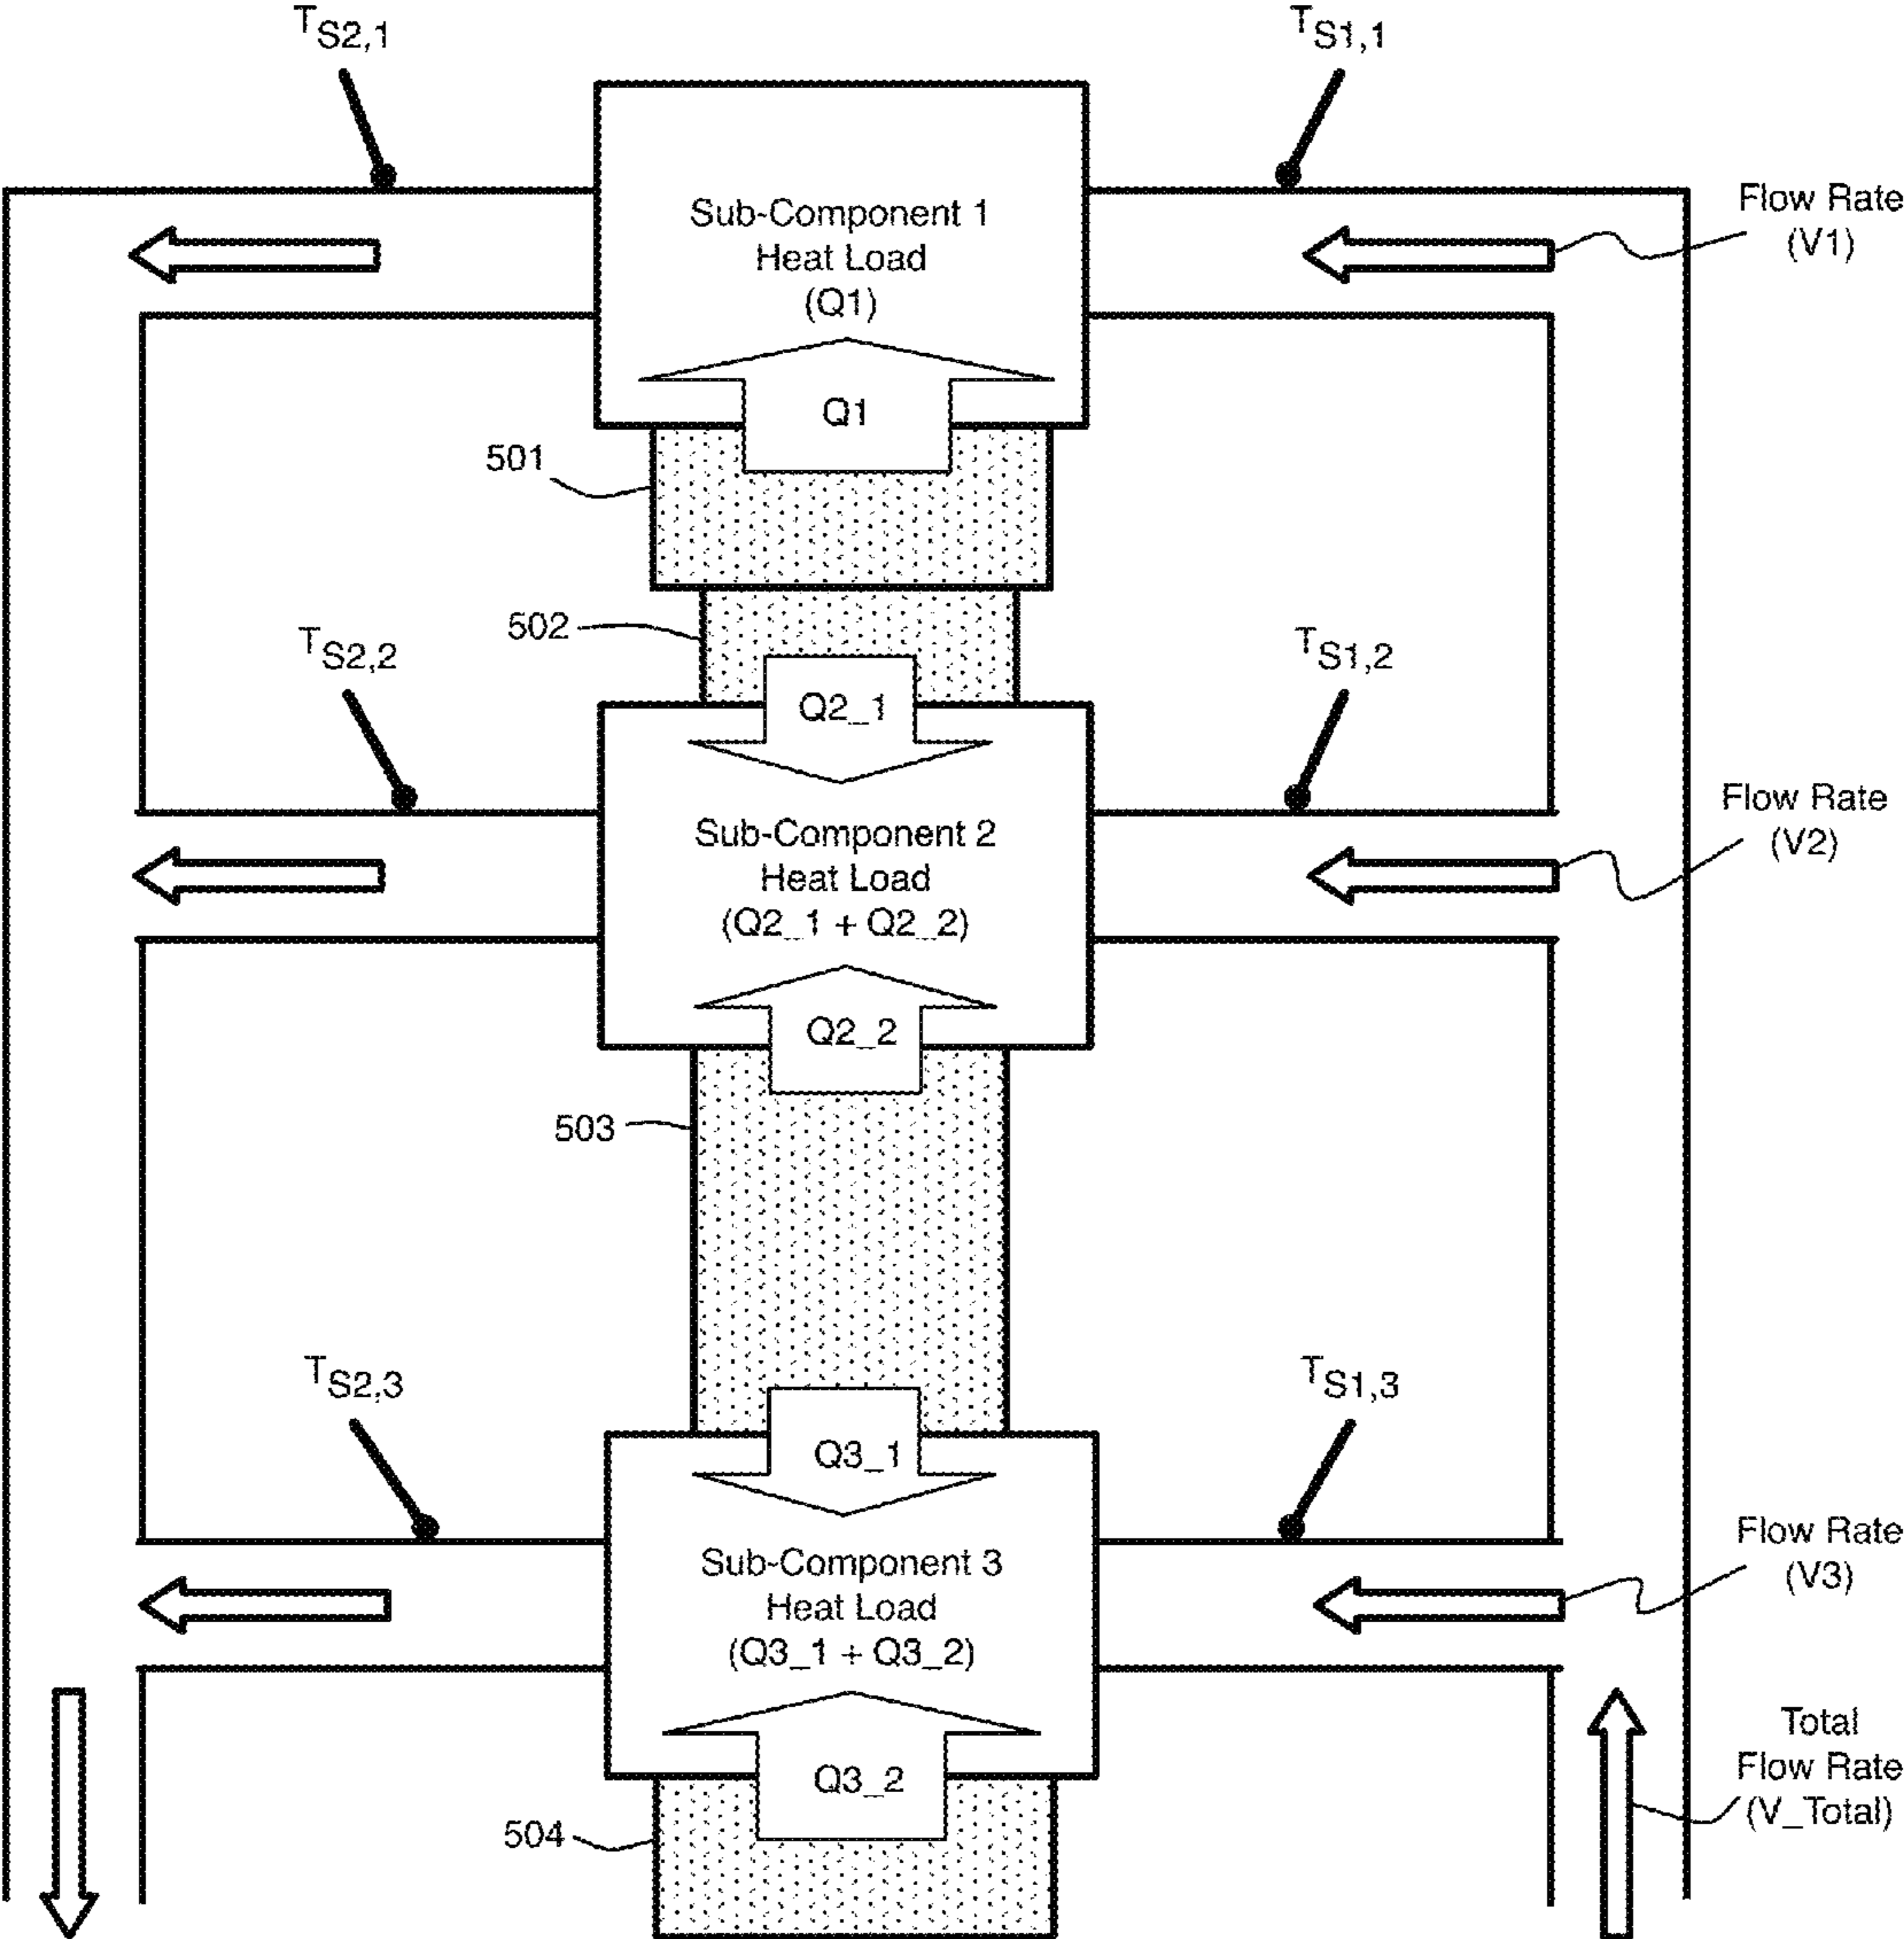 TS2,1
TS1,1
Flow Rate
(V1)
Sub-Component 1
Heat Load
(Q1)
Q1
501
502
TS2,2
TS1,2
Q2_1
Flow Rate
(V2)
Sub-Component 2
Heat Load
(Q2_1 + Q2_2)
Q2_2
503
TS2,3
TS1,3
Q3_1
Flow Rate
(V3)
Sub-Component 3
Heat Load
(Q3_1 + Q3_2)
Q3_2
Total
Flow Rate
(V_Total)
504